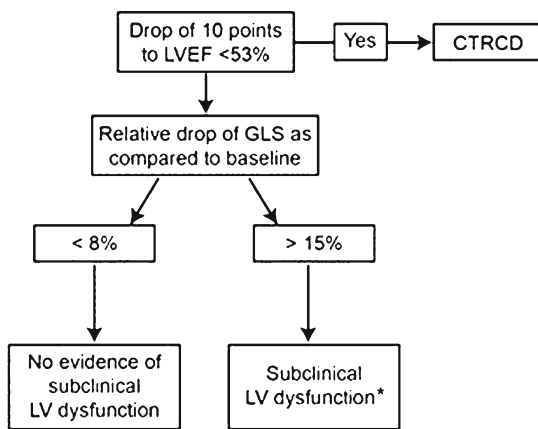 Drop of 10 points
to LVEF <53%
Yes
CTRCD
Relative drop of GLS as
compared to baseline
< 8%
> 15%
No evidence of
subclinical
LV dysfunction
Subclinical
LV dysfunction*